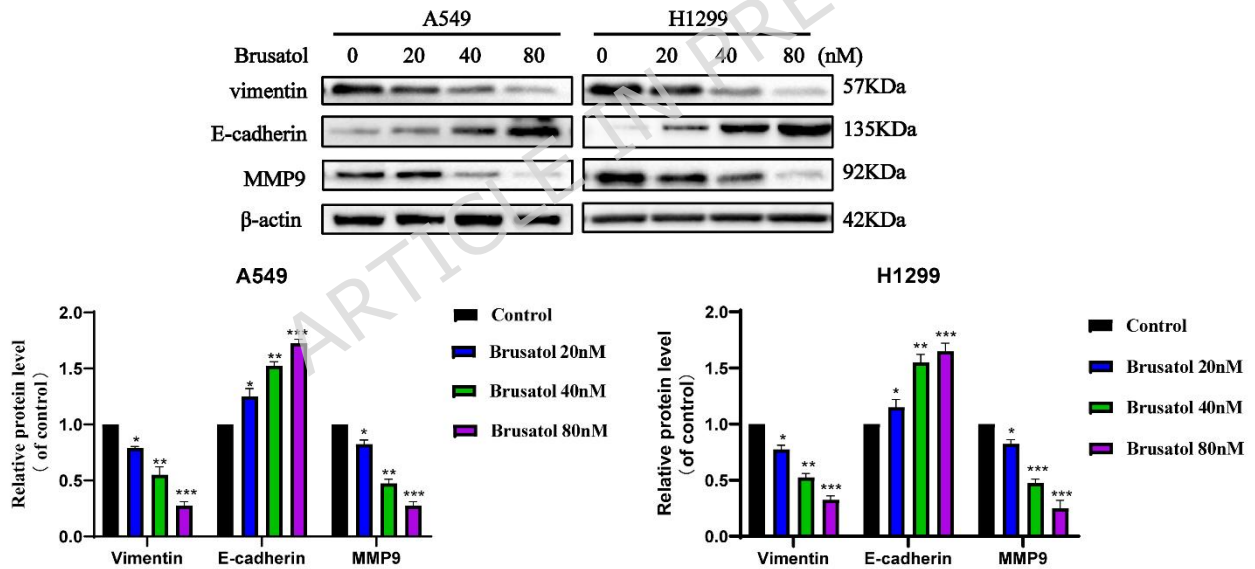 A549 H1299
Brusatol 0 20 40 80 0 20 40 80 (nM)
vimentin 57KDa
E-cadherin 135KDa
MMP9 92KDa
β-actin 42KDa
ARTICLE IN PRE
A549
Relative protein level
( of control)
2.0
1.5
1.0
0.5
0.0
* ** ***
* ** ***
* ** ***
Vimentin E-cadherin MMP9
Control
Brusatol 20nM
Brusatol 40nM
Brusatol 80nM
H1299
Relative protein level
(of control)
2.0
1.5
1.0
0.5
0.0
* ** ***
* ** ***
* *** ***
Vimentin E-cadherin MMP9
Control
Brusatol 20nM
Brusatol 40nM
Brusatol 80nM